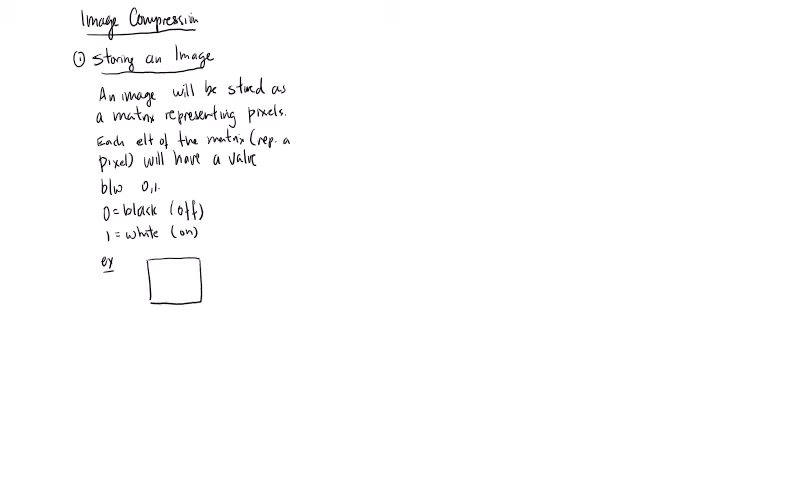 Image Compression
① Storing an Image
An image will be stored as
a matrix representing pixels.
Each elt of the matrix (rep. a
pixel) will have a value
b/w 0,1.
0 = black (off)
1 = white (on)
ex